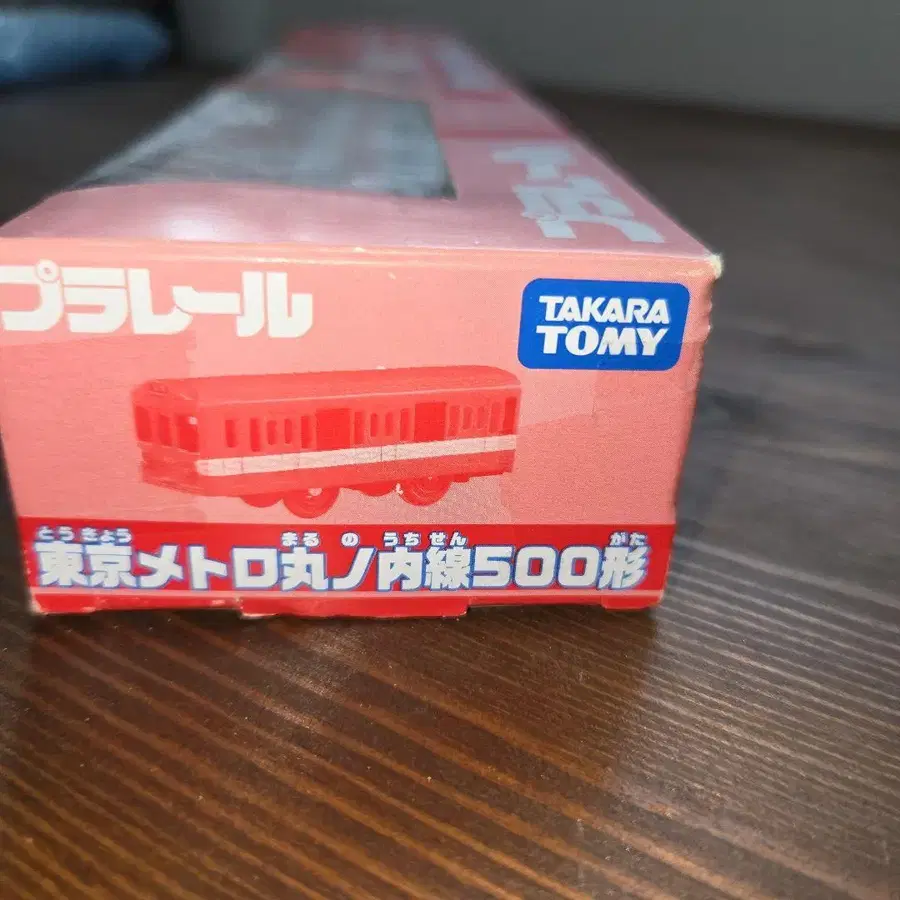 プラレール
TAKARA
TOMY
とうきょう まるのうちせん がた
東京メトロ丸ノ内線500形